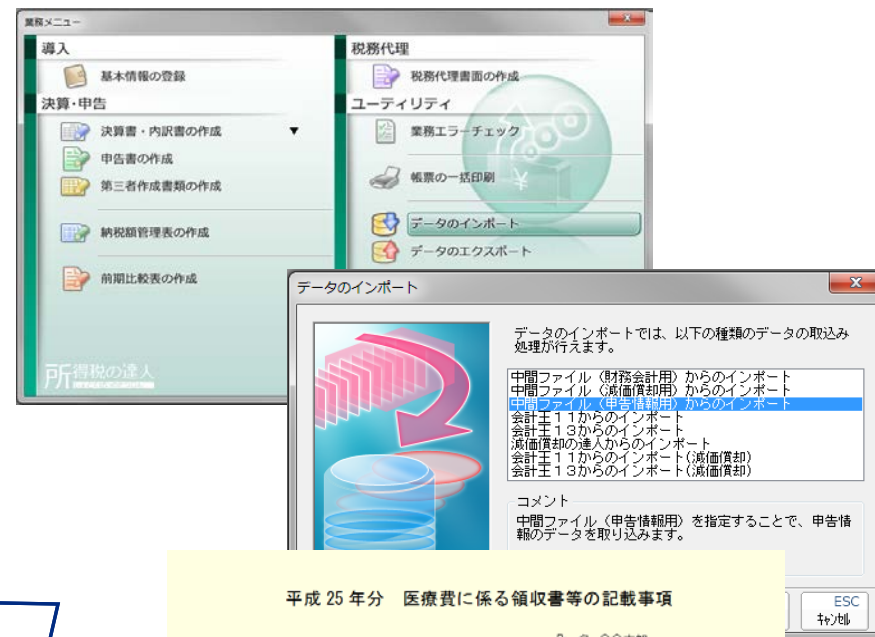 業務メニュー
導入
基本情報の登録
決算・申告
決算書・内訳書の作成
申告書の作成
第三者作成書類の作成
納税額管理表の作成
前期比較表の作成
所得税の達人
税務代理
税務代理書面の作成
ユーティリティ
業務エラーチェック
帳票の一括印刷
データのインポート
データのエクスポート
データのインポート
データのインポートでは、以下の種類のデータの取込み
処理が行えます。
中間ファイル(財務会計用)からのインポート
中間ファイル(減価償却用)からのインポート
中間ファイル(申告情報用)からのインポート
会計王11からのインポート
会計王13からのインポート
減価償却の達人からのインポート
会計王11からのインポート(減価償却)
会計王13からのインポート(減価償却)
コメント
中間ファイル(申告情報用)を指定することで、申告情
報のデータを取り込みます。
ESC
キャンセル
平成 25 年分 医療費に係る領収書等の記載事項